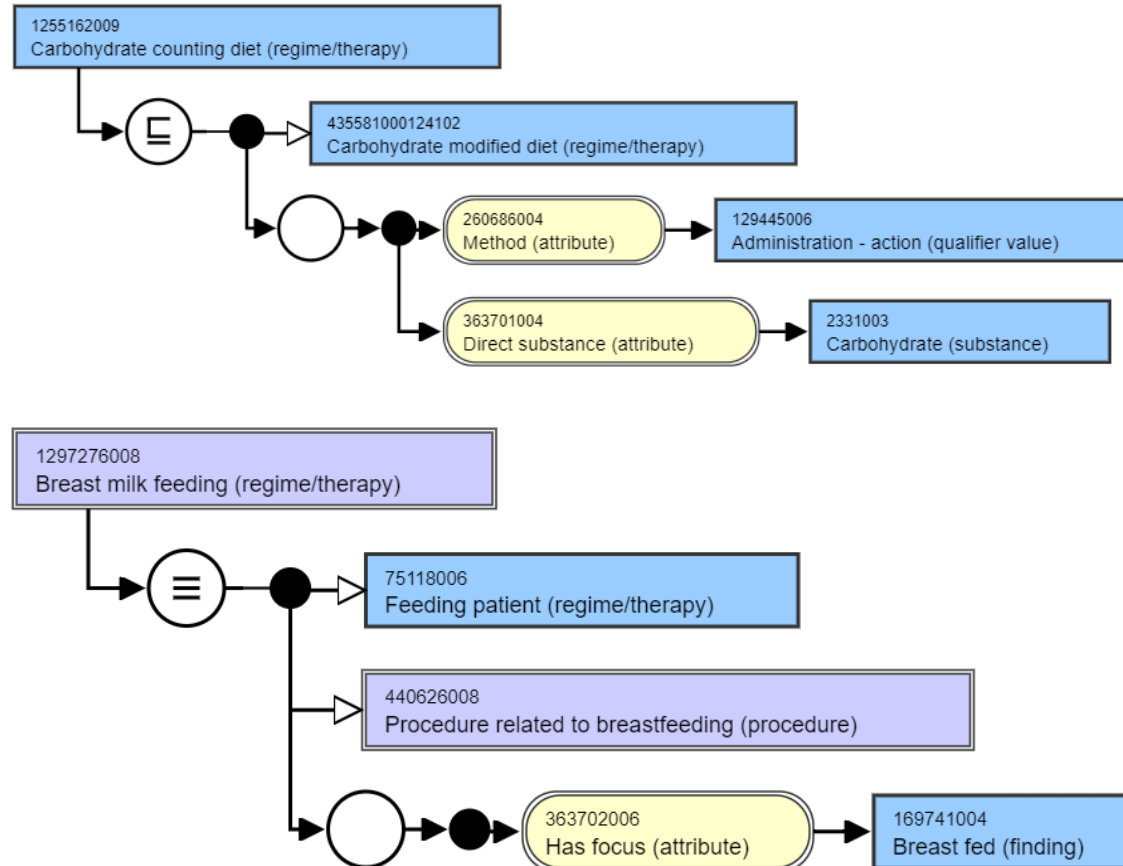 1255162009
Carbohydrate counting diet (regime/therapy)
⊑
435581000124102
Carbohydrate modified diet (regime/therapy)
260686004
Method (attribute)
129445006
Administration - action (qualifier value)
363701004
Direct substance (attribute)
2331003
Carbohydrate (substance)
1297276008
Breast milk feeding (regime/therapy)
≡
75118006
Feeding patient (regime/therapy)
440626008
Procedure related to breastfeeding (procedure)
363702006
Has focus (attribute)
169741004
Breast fed (finding)